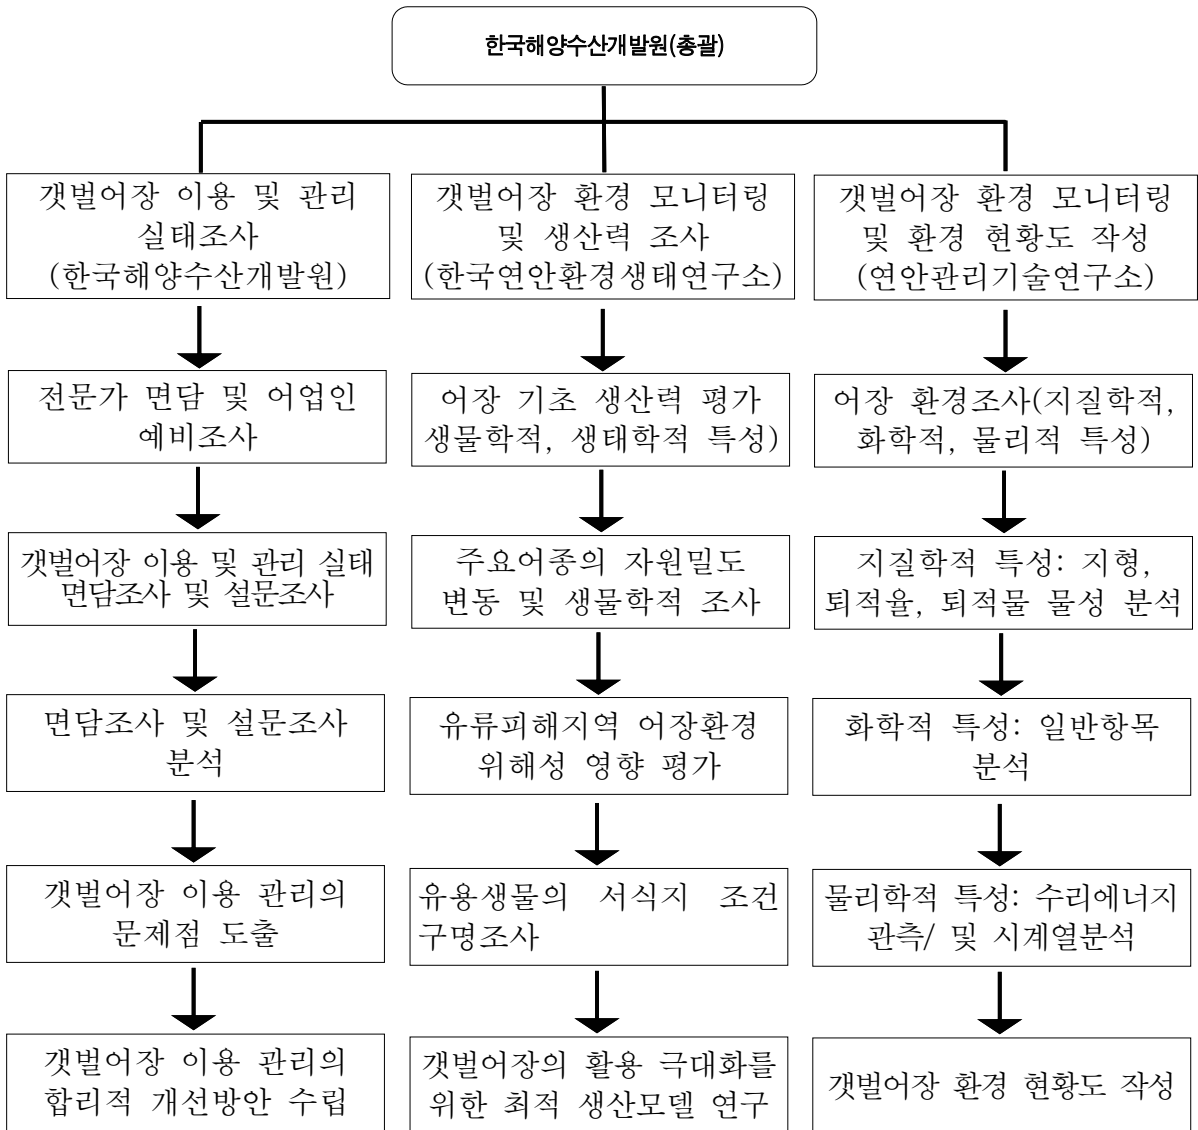 한국해양수산개발원(총괄)
갯벌어장 이용 및 관리
실태조사
(한국해양수산개발원)
갯벌어장 환경 모니터링
및 생산력 조사
(한국연안환경생태연구소)
갯벌어장 환경 모니터링
및 환경 현황도 작성
(연안관리기술연구소)
전문가 면담 및 어업인
예비조사
어장 기초 생산력 평가
생물학적, 생태학적 특성)
어장 환경조사(지질학적,
화학적, 물리적 특성)
갯벌어장 이용 및 관리 실태
면담조사 및 설문조사
주요어종의 자원밀도
변동 및 생물학적 조사
지질학적 특성: 지형,
퇴적율, 퇴적물 물성 분석
면담조사 및 설문조사
분석
유류피해지역 어장환경
위해성 영향 평가
화학적 특성: 일반항목
분석
갯벌어장 이용 관리의
문제점 도출
유용생물의 서식지 조건
구명조사
물리학적 특성: 수리에너지
관측/ 및 시계열분석
갯벌어장 이용 관리의
합리적 개선방안 수립
갯벌어장의 활용 극대화를
위한 최적 생산모델 연구
갯벌어장 환경 현황도 작성